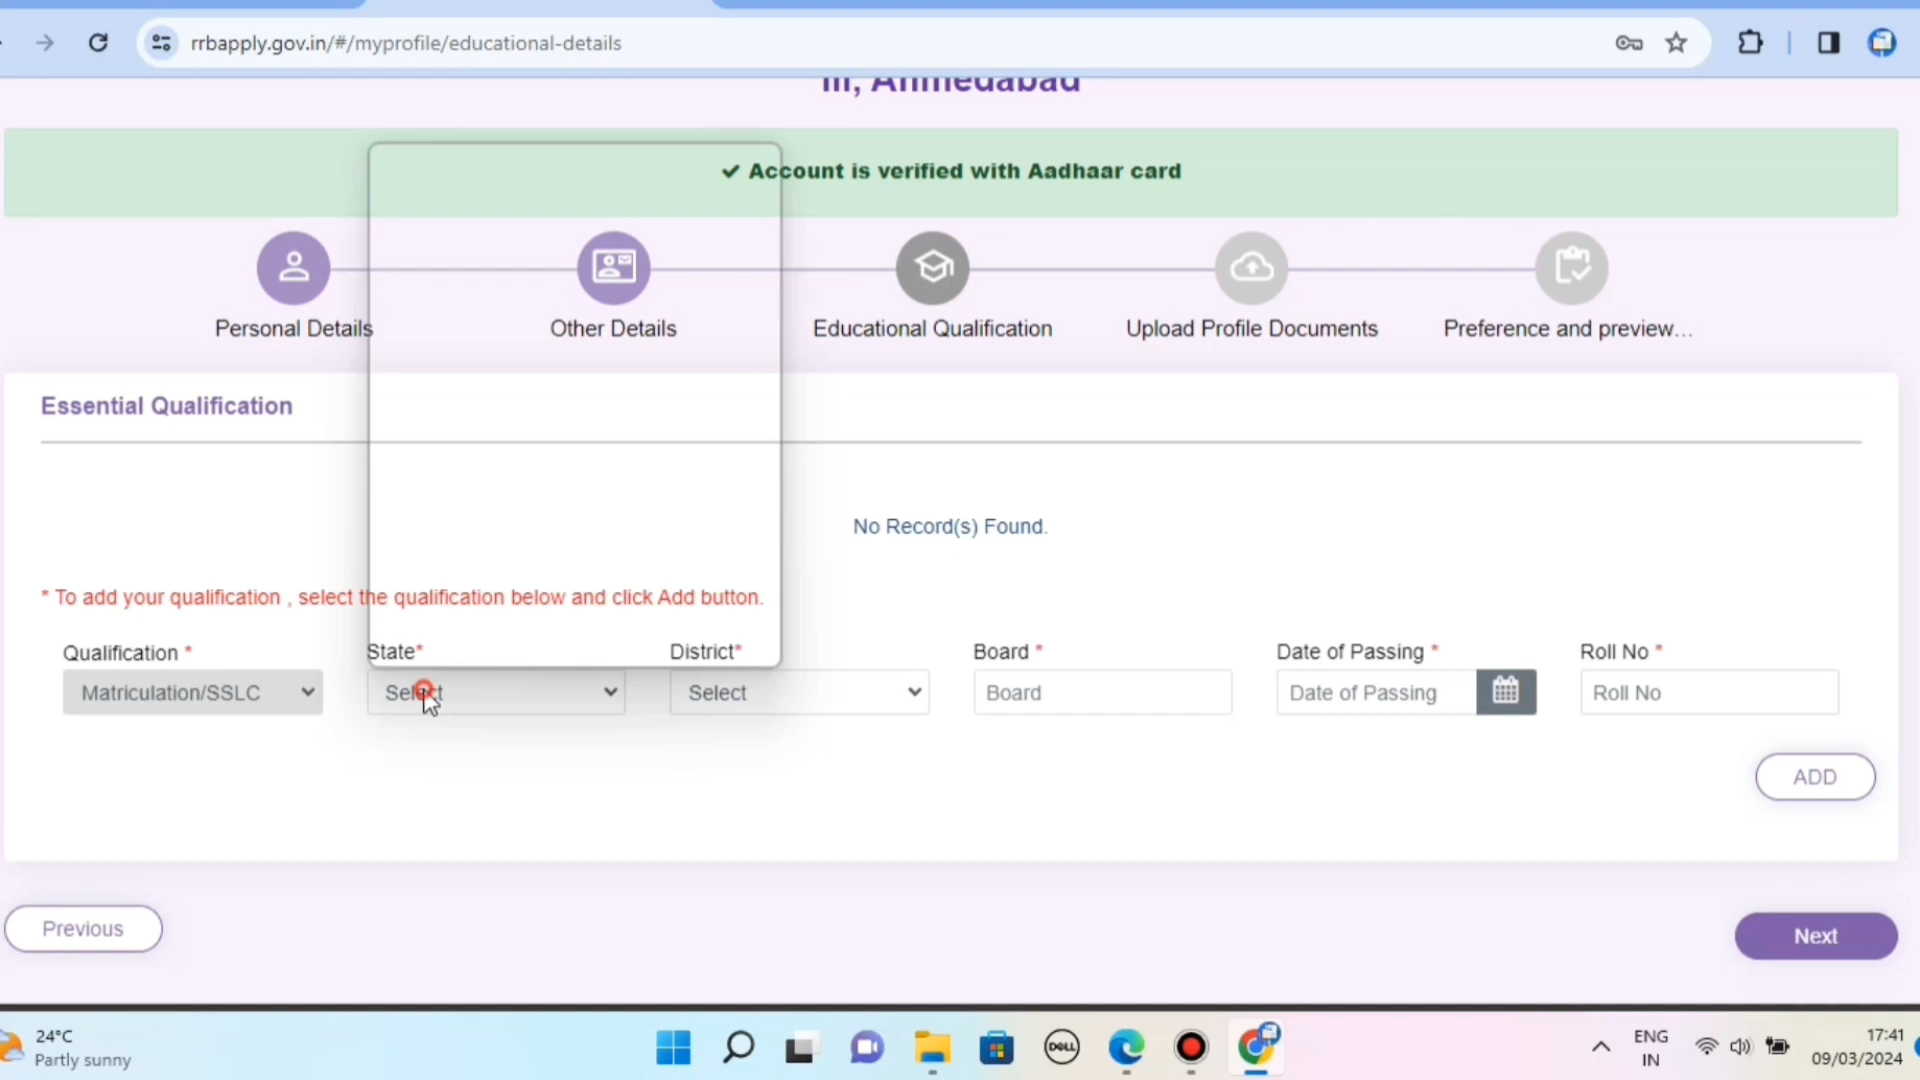 rrbapply.gov.in/#/myprofile/educational-details
Ahmedabad
✔ Account is verified with Aadhaar card
Personal Details
Other Details
Educational Qualification
Upload Profile Documents
Preference and preview...
Essential Qualification
No Record(s) Found.
* To add your qualification , select the qualification below and click Add button.
Qualification * State* District* Board * Date of Passing * Roll No *
Matriculation/SSLC Select Select Board Date of Passing Roll No
ADD
Previous
Next
24°C
Partly sunny
DELL
ENG
IN
17:41
09/03/2024